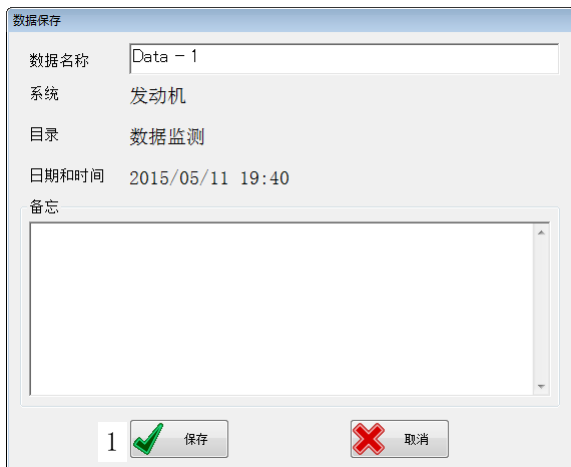 数据保存
数据名称 Data - 1
系统 发动机
目录 数据监测
日期和时间 2015/05/11 19:40
备忘
1 保存 取消